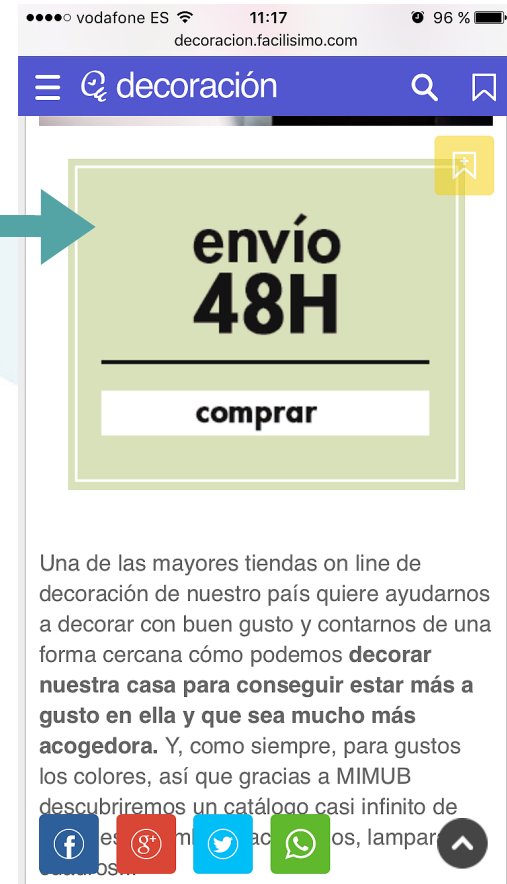 vodafone ES 11:17 96 %
decoracion.facilisimo.com
decoración
envío
48H
comprar
Una de las mayores tiendas on line de
decoración de nuestro país quiere ayudarnos
a decorar con buen gusto y contarnos de una
forma cercana cómo podemos decorar
nuestra casa para conseguir estar más a
gusto en ella y que sea mucho más
acogedora. Y, como siempre, para gustos
los colores, así que gracias a MIMUB
descubriremos un catálogo casi infinito de